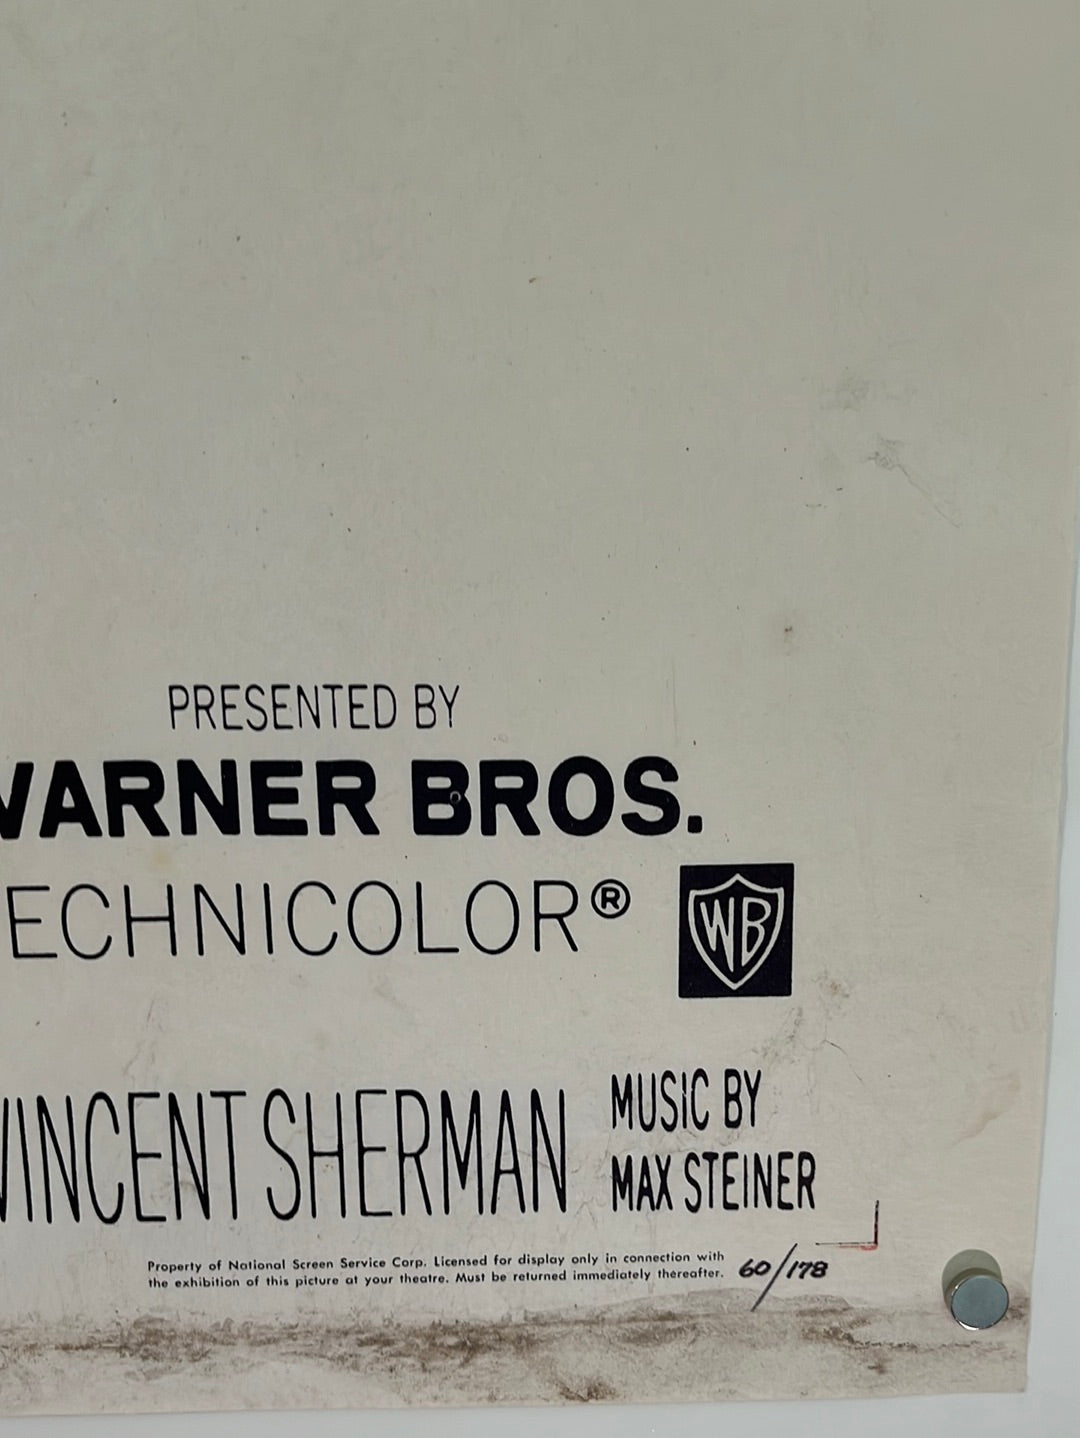 PRESENTED BY
WARNER BROS.
ECHNICOLOR®
WB
VINCENT SHERMAN
MUSIC BY
MAX STEINER
Property of National Screen Service Corp. Licensed for display only in connection with
the exhibition of this picture at your theatre. Must be returned immediately thereafter.
60/178